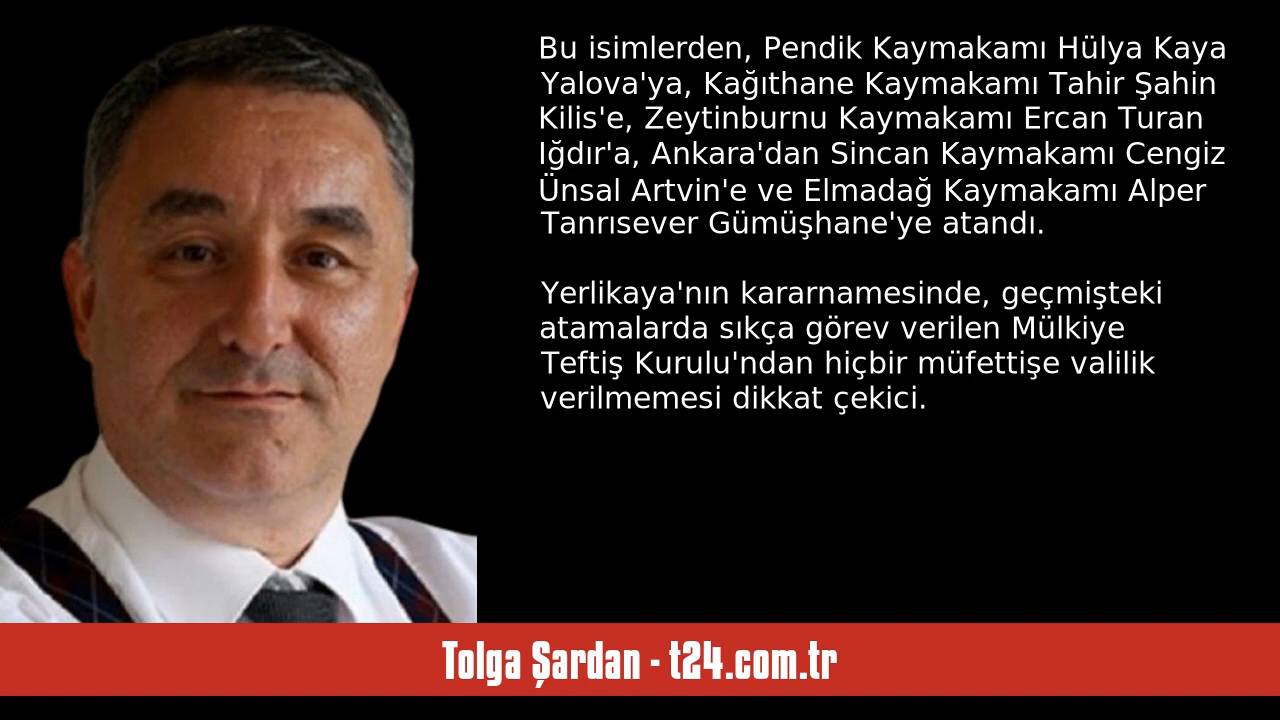 Bu isimlerden, Pendik Kaymakamı Hülya Kaya
Yalova'ya, Kağıthane Kaymakamı Tahir Şahin
Kilis'e, Zeytinburnu Kaymakamı Ercan Turan
Iğdır'a, Ankara'dan Sincan Kaymakamı Cengiz
Ünsal Artvin'e ve Elmadağ Kaymakamı Alper
Tanrısever Gümüşhane'ye atandı.
Yerlikaya'nın kararnamesinde, geçmişteki
atamalarda sıkça görev verilen Mülkiye
Teftiş Kurulu'ndan hiçbir müfettişe valilik
verilmemesi dikkat çekici.
Tolga Şardan - t24.com.tr